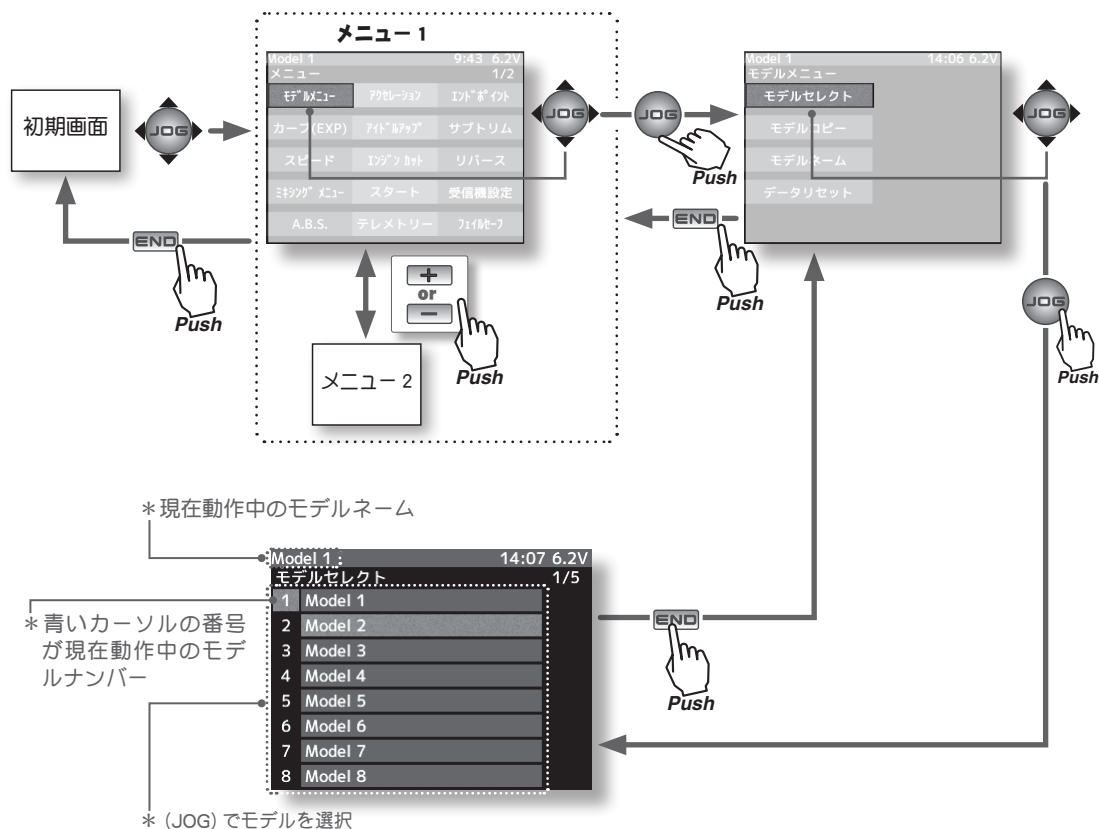 メニュー 1
初期画面
JOG
END
Push
Model 1 9:43 6.2V
メニュー 1/2
ﾓﾃﾞﾙﾒﾆｭｰ ｱｸｾﾚｰｼｮﾝ ｴﾝﾄﾞﾎﾟｲﾝﾄ
カーブ(EXP) ｱｲﾄﾞﾙｱｯﾌﾟ サブトリム
スピード ｴﾝｼﾞﾝ ｶｯﾄ リバース
ﾐｷｼﾝｸﾞ ﾒﾆｭｰ スタート 受信機設定
A.B.S. テレメトリー ﾌｪｲﾙｾｰﾌ
JOG
+
or
−
Push
メニュー 2
JOG
Push
END
Push
Model 1 14:06 6.2V
モデルメニュー
モデルセレクト
モデルコピー
モデルネーム
データリセット
JOG
JOG
Push
＊現在動作中のモデルネーム
＊青いカーソルの番号
が現在動作中のモデ
ルナンバー
Model 1 14:07 6.2V
モデルセレクト 1/5
1 Model 1
2 Model 2
3 Model 3
4 Model 4
5 Model 5
6 Model 6
7 Model 7
8 Model 8
END
Push
＊(JOG)でモデルを選択